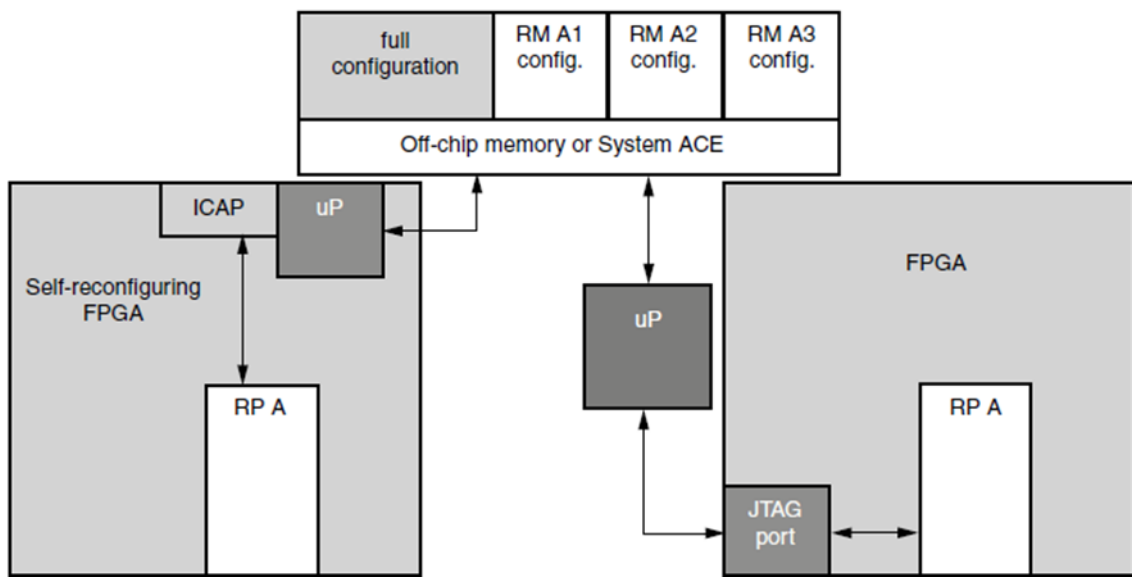 full
configuration
RM A1
config.
RM A2
config.
RM A3
config.
Off-chip memory or System ACE
ICAP
uP
Self-reconfiguring
FPGA
RP A
uP
FPGA
RP A
JTAG
port